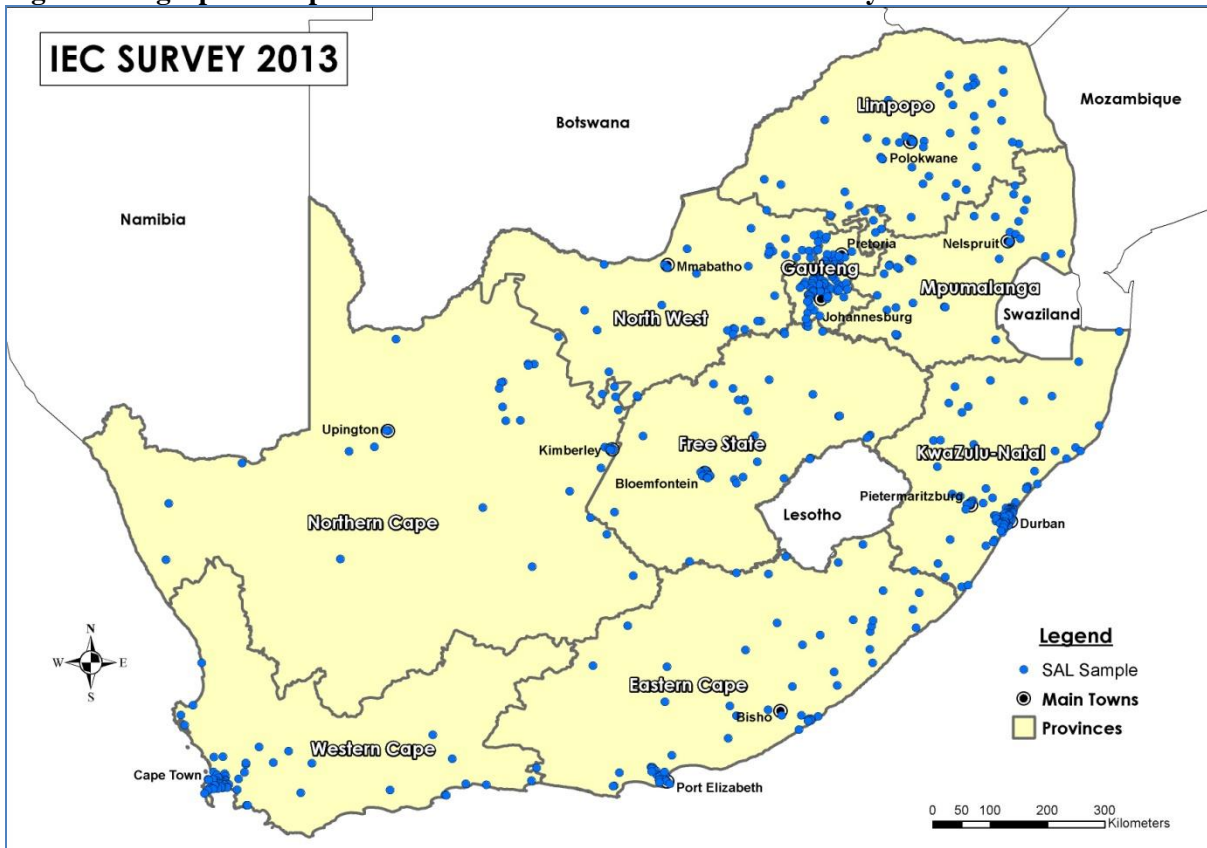 IEC SURVEY 2013
Mozambique
Limpopo
Botswana
Polokwane
Namibia
Pretoria
Nelspruit
Mmabatho
Gauteng
Mpumalanga
Swaziland
North West
Johannesburg
Upington
Kimberley
Free State
KwaZulu-Natal
Bloemfontein
Pietermaritzburg
Lesotho
Northern Cape
Durban
N
W E
S
Legend
SAL Sample
Main Towns
Provinces
Eastern Cape
Bisho
Western Cape
Cape Town
Port Elizabeth
0 50 100 200 300
Kilometers